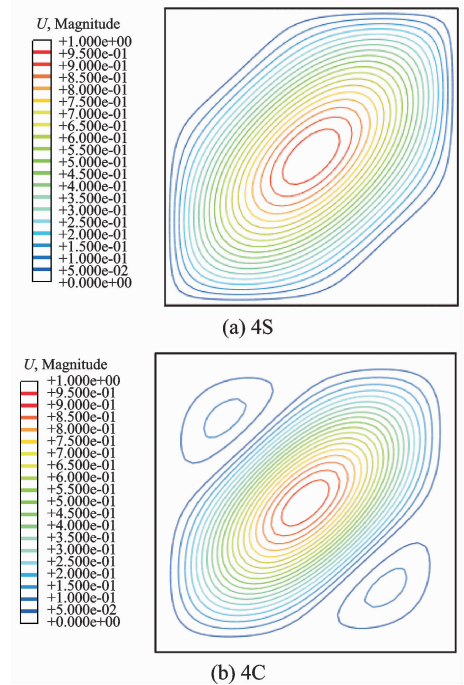 U, Magnitude
+1.000e+00
+9.500e-01
+9.000e-01
+8.500e-01
+8.000e-01
+7.500e-01
+7.000e-01
+6.500e-01
+6.000e-01
+5.500e-01
+5.000e-01
+4.500e-01
+4.000e-01
+3.500e-01
+3.000e-01
+2.500e-01
+2.000e-01
+1.500e-01
+1.000e-01
+5.000e-02
+0.000e+00
(a) 4S
U, Magnitude
+1.000e+00
+9.500e-01
+9.000e-01
+8.500e-01
+8.000e-01
+7.500e-01
+7.000e-01
+6.500e-01
+6.000e-01
+5.500e-01
+5.000e-01
+4.500e-01
+4.000e-01
+3.500e-01
+3.000e-01
+2.500e-01
+2.000e-01
+1.500e-01
+1.000e-01
+5.000e-02
+0.000e+00
(b) 4C